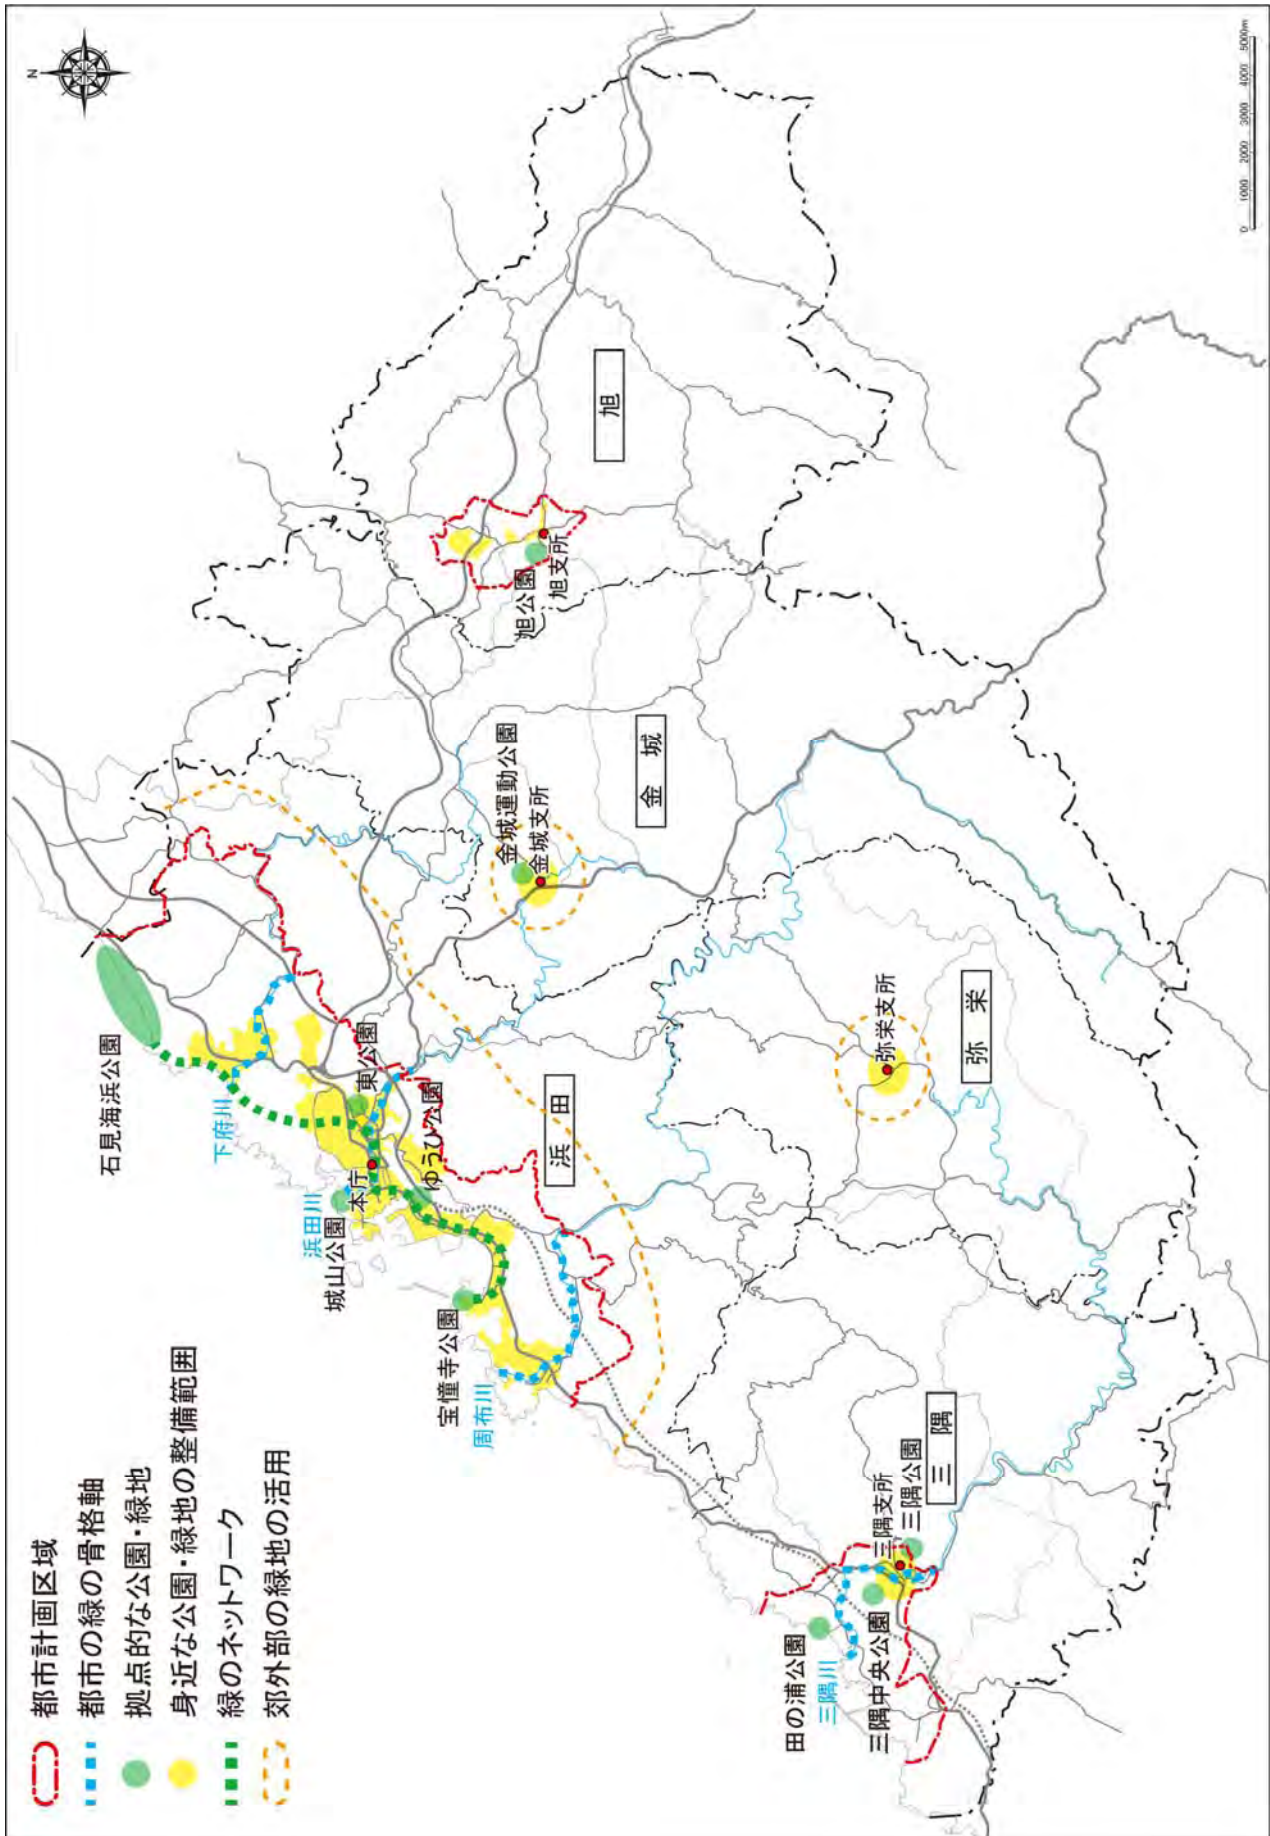 都市計画区域
都市の緑の骨格軸
拠点的な公園・緑地
身近な公園・緑地の整備範囲
緑のネットワーク
郊外部の緑地の活用
N
0 1000 2000 3000 4000 5000m
石見海浜公園
下府川
浜田川
城山公園
本庁
東公園
ゆうひ公園
宝憧寺公園
周布川
浜田
金城運動公園
金城支所
金城
旭公園
旭支所
旭
弥栄支所
弥栄
田の浦公園
三隅川
三隅中央公園
三隅支所
三隅公園
三隅